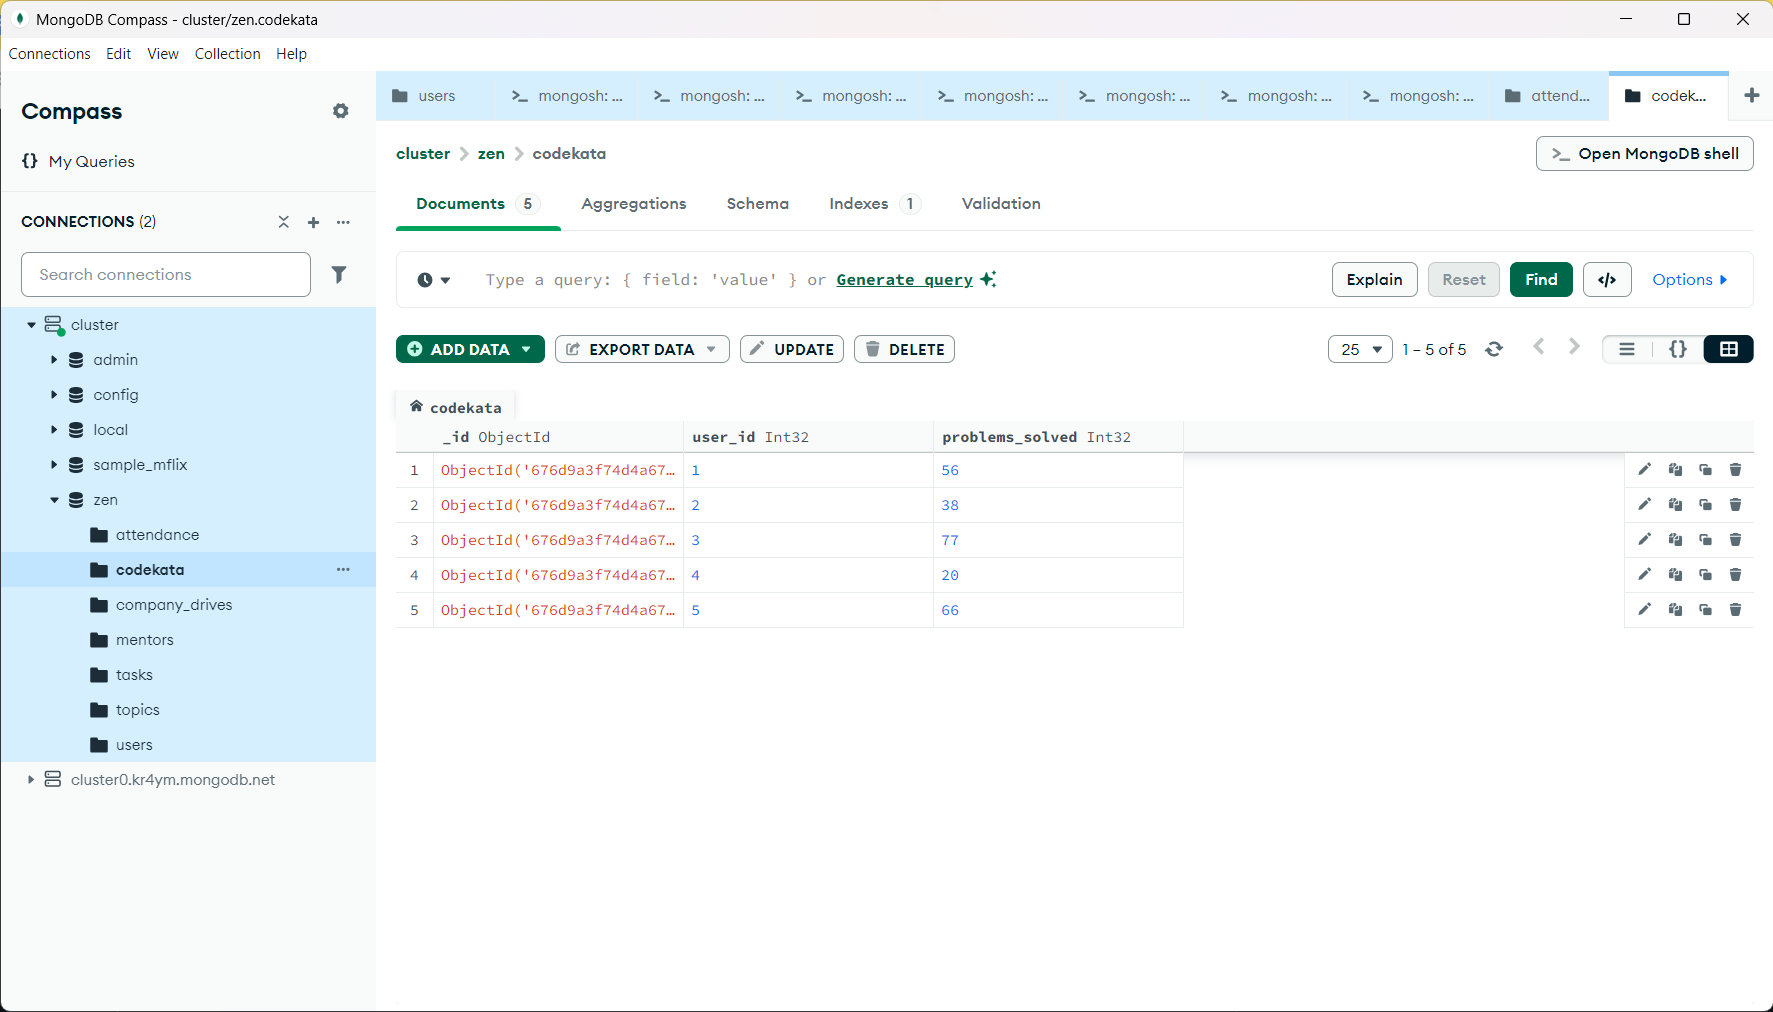 MongoDB Compass - cluster/zen.codekata
Connections Edit View Collection Help
Compass
{} My Queries
CONNECTIONS (2)
Search connections
cluster
admin
config
local
sample_mflix
zen
attendance
codekata
company_drives
mentors
tasks
topics
users
cluster0.kr4ym.mongodb.net
users >_ mongosh: ... >_ mongosh: ... >_ mongosh: ... >_ mongosh: ... >_ mongosh: ... >_ mongosh: ... >_ mongosh: ... attend... codek...
cluster > zen > codekata
>_ Open MongoDB shell
Documents 5 Aggregations Schema Indexes 1 Validation
Type a query: { field: 'value' } or Generate query
Explain Reset Find </> Options
ADD DATA EXPORT DATA UPDATE DELETE
25 1 – 5 of 5 {}
codekata
_id ObjectId user_id Int32 problems_solved Int32
1 ObjectId('676d9a3f74d4a67... 1 56
2 ObjectId('676d9a3f74d4a67... 2 38
3 ObjectId('676d9a3f74d4a67... 3 77
4 ObjectId('676d9a3f74d4a67... 4 20
5 ObjectId('676d9a3f74d4a67... 5 66